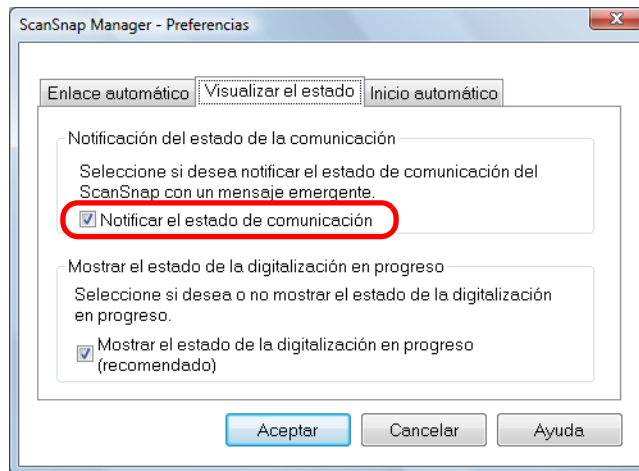 ScanSnap Manager - Preferencias
Enlace automático Visualizar el estado Inicio automático
Notificación del estado de la comunicación
Seleccione si desea notificar el estado de comunicación del
ScanSnap con un mensaje emergente.
Notificar el estado de comunicación
Mostrar el estado de la digitalización en progreso
Seleccione si desea o no mostrar el estado de la digitalización
en progreso.
Mostrar el estado de la digitalización en progreso
(recomendado)
Aceptar Cancelar Ayuda